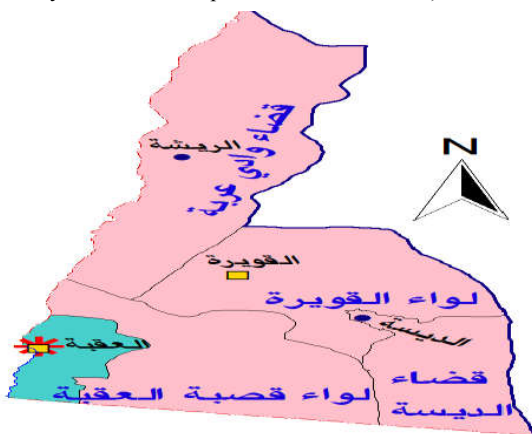 قضاء وادي عربة
الريشة
N
القويرة
لواء القويرة
الديسة
العقبة
لواء قصبة العقبة
قضاء
الديسة